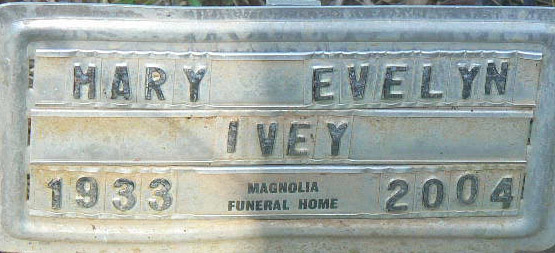 MARY EVELYN
IVEY
1933 MAGNOLIA FUNERAL HOME 2004